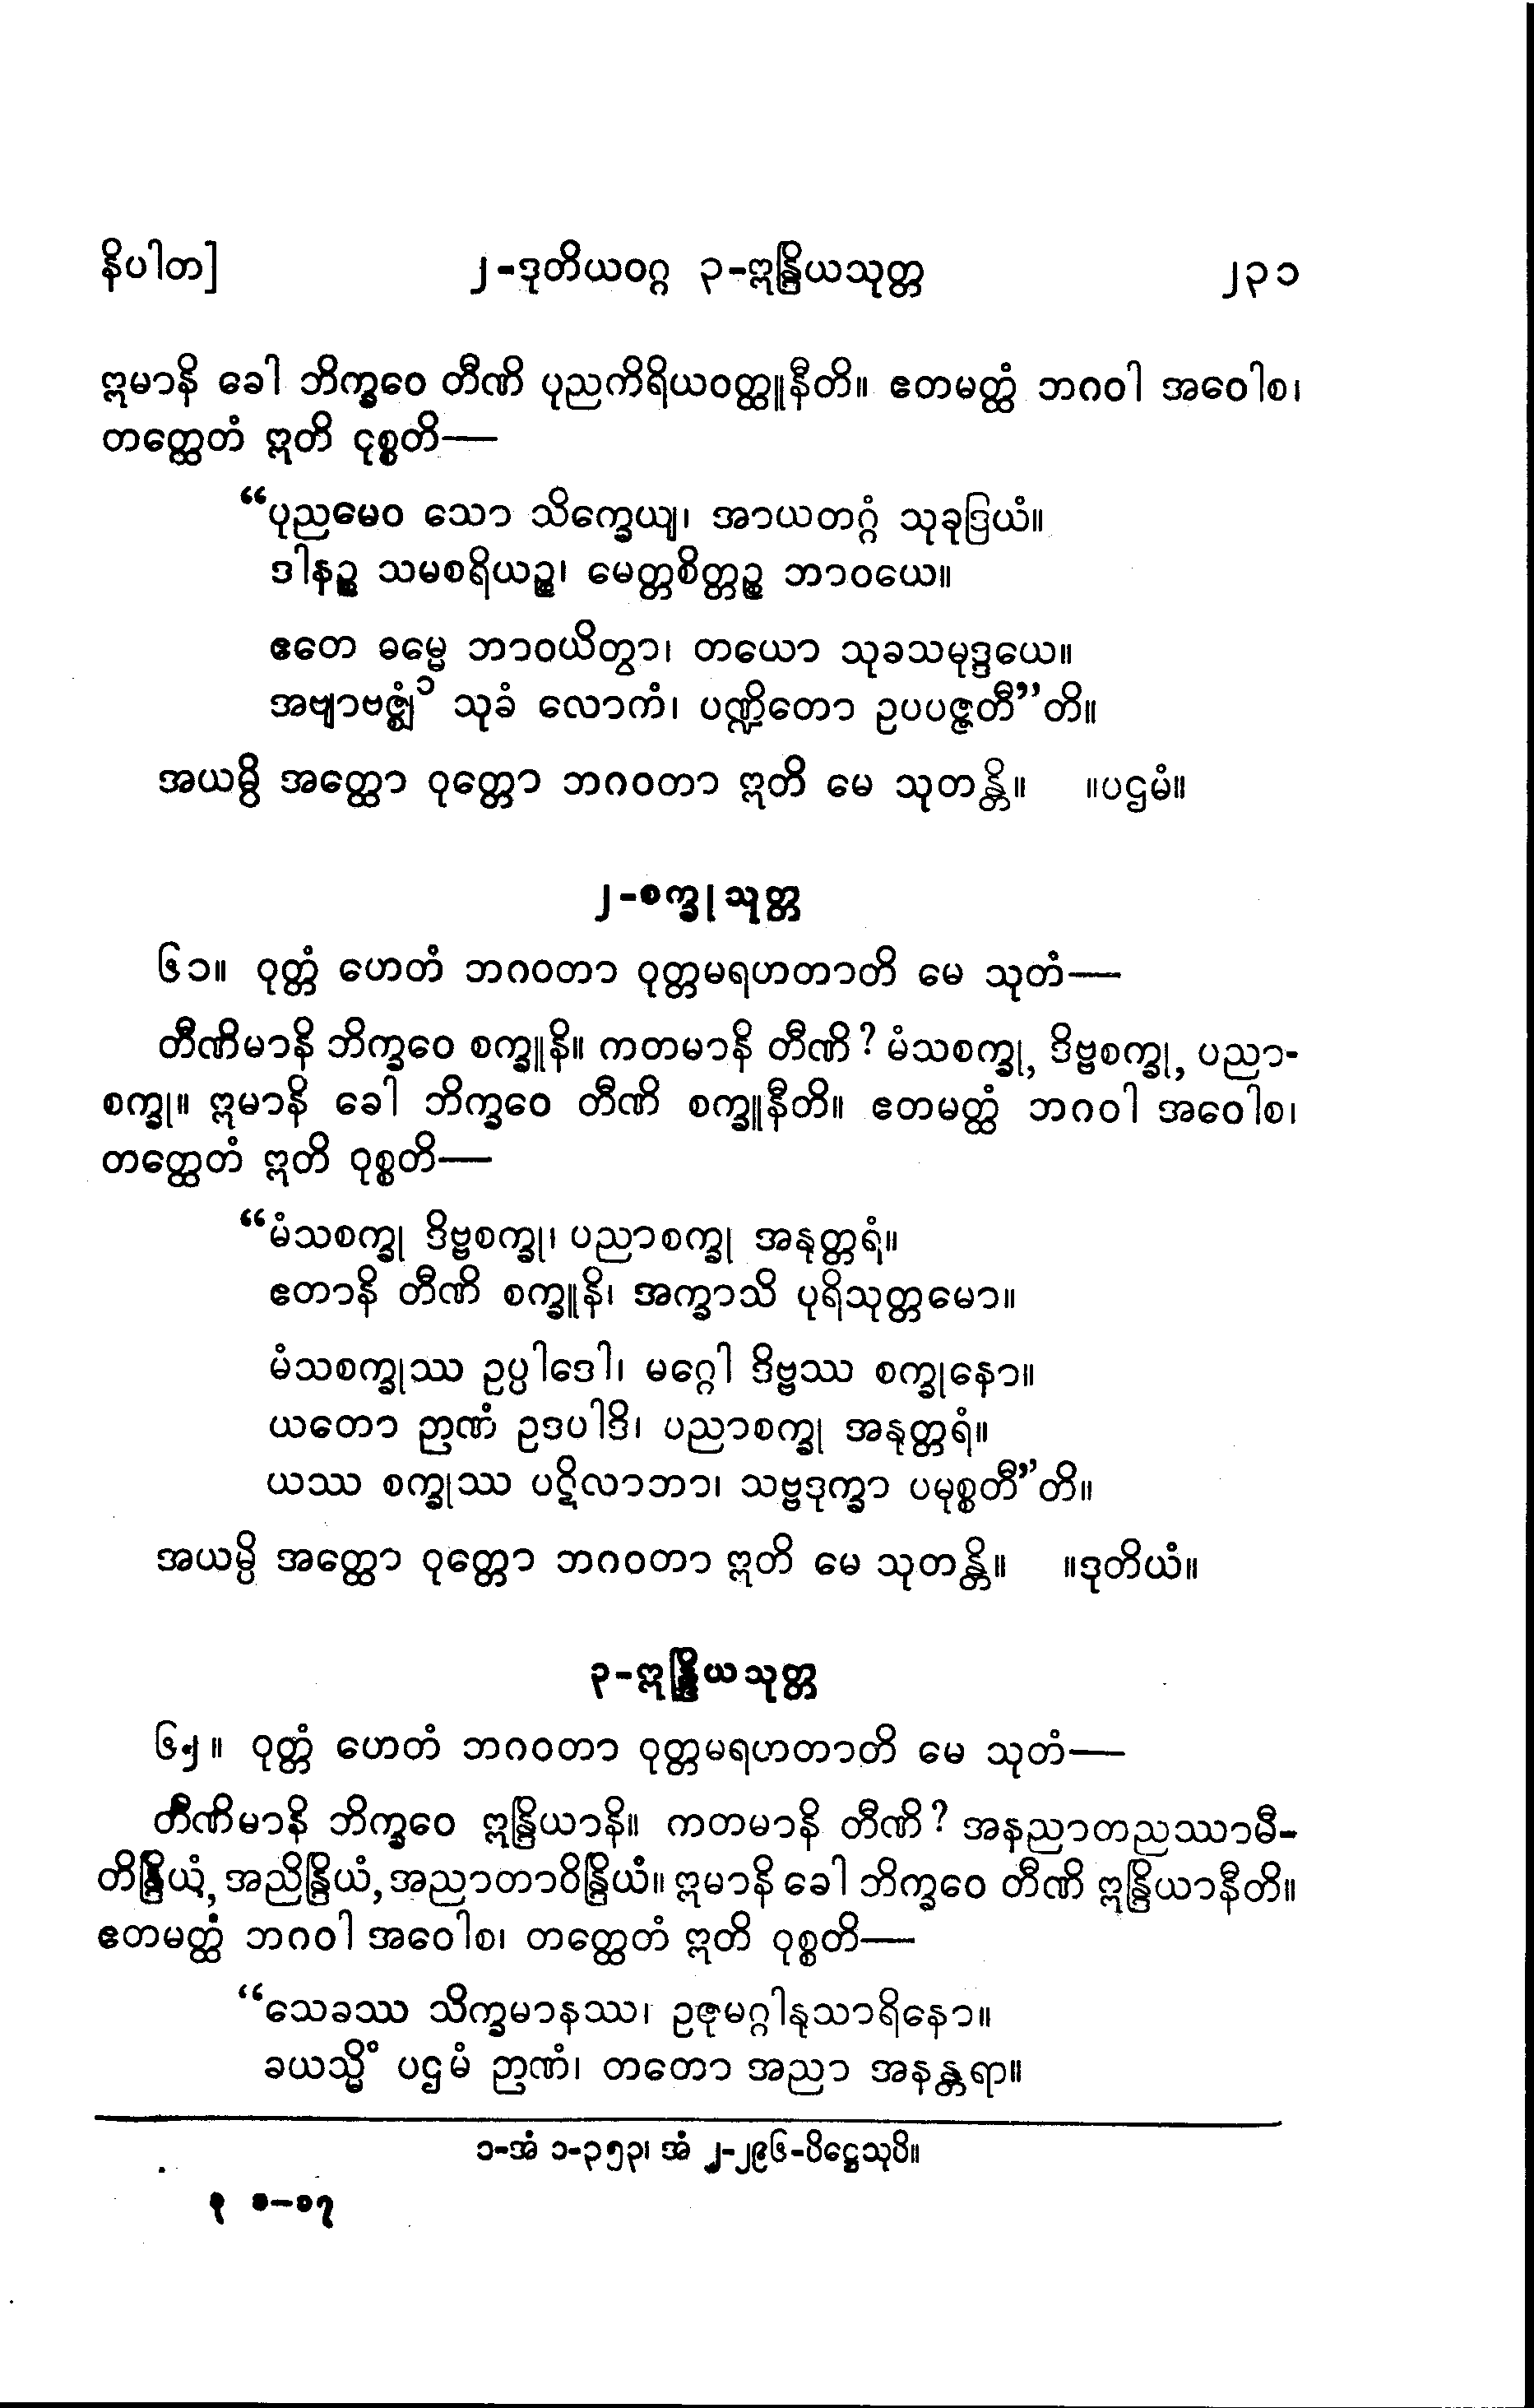 နိပါတ] ၂-ဒုတိယဝဂ္ဂ ၃-ဣန္ဒြိယသုတ္တ ၂၃၁
ဣမာနိ ခေါ ဘိက္ခဝေ တီဏိ ပုညကိရိယဝတ္ထူနီတိ။ ဧတမတ္ထံ ဘဂဝါ အဝေါစ၊
တတ္ထေတံ ဣတိ ဝုစ္စတိ—
“ပုညမေဝ သော သိက္ခေယျ၊ အာယတဂ္ဂံ သုခုဒြယံ။
ဒါနဉ္စ သမစရိယဉ္စ၊ မေတ္တစိတ္တဉ္စ ဘာဝယေ။
ဧတေ ဓမ္မေ ဘာဝယိတွာ၊ တယော သုခသမုဒ္ဒယေ။
အဗျာဗဇ္ဈံ၁ သုခံ လောကံ၊ ပဏ္ဍိတော ဥပပဇ္ဇတီ”တိ။
အယမ္ပိ အတ္ထော ဝုတ္တော ဘဂဝတာ ဣတိ မေ သုတန္တိ။ ။ပဌမံ။
၂-စက္ခုသုတ္တ
၆၁။ ဝုတ္တံ ဟေတံ ဘဂဝတာ ဝုတ္တမရဟတာတိ မေ သုတံ—
တီဏိမာနိ ဘိက္ခဝေ စက္ခူနိ။ ကတမာနိ တီဏိ? မံသစက္ခု, ဒိဗ္ဗစက္ခု, ပညာ-
စက္ခု။ ဣမာနိ ခေါ ဘိက္ခဝေ တီဏိ စက္ခူနီတိ။ ဧတမတ္ထံ ဘဂဝါ အဝေါစ၊
တတ္ထေတံ ဣတိ ဝုစ္စတိ—
“မံသစက္ခု ဒိဗ္ဗစက္ခု၊ ပညာစက္ခု အနုတ္တရံ။
ဧတာနိ တီဏိ စက္ခူနိ၊ အက္ခာသိ ပုရိသုတ္တမော။
မံသစက္ခုဿ ဥပ္ပါဒေါ၊ မဂ္ဂေါ ဒိဗ္ဗဿ စက္ခုနော။
ယတော ဉာဏံ ဥဒပါဒိ၊ ပညာစက္ခု အနုတ္တရံ။
ယဿ စက္ခုဿ ပဋိလာဘာ၊ သဗ္ဗဒုက္ခာ ပမုစ္စတီ”တိ။
အယမ္ပိ အတ္ထော ဝုတ္တော ဘဂဝတာ ဣတိ မေ သုတန္တိ။ ။ဒုတိယံ။
၃-ဣန္ဒြိယသုတ္တ
၆၂။ ဝုတ္တံ ဟေတံ ဘဂဝတာ ဝုတ္တမရဟတာတိ မေ သုတံ—
တီဏိမာနိ ဘိက္ခဝေ ဣန္ဒြိယာနိ။ ကတမာနိ တီဏိ? အနညာတညဿာမီ-
တိန္ဒြိယံ, အညိန္ဒြိယံ, အညာတာဝိန္ဒြိယံ။ ဣမာနိ ခေါ ဘိက္ခဝေ တီဏိ ဣန္ဒြိယာနီတိ။
ဧတမတ္ထံ ဘဂဝါ အဝေါစ၊ တတ္ထေတံ ဣတိ ဝုစ္စတိ—
“သေခဿ သိက္ခမာနဿ၊ ဥဇုမဂ္ဂါနုသာရိနော။
ခယသ္မိံ ပဌမံ ဉာဏံ၊ တတော အညာ အနန္တရာ။
၁-အံ ၁-၃၅၃၊ အံ ၂-၂၉၆-ပိဋ္ဌေသုပိ။
၁-၁၇